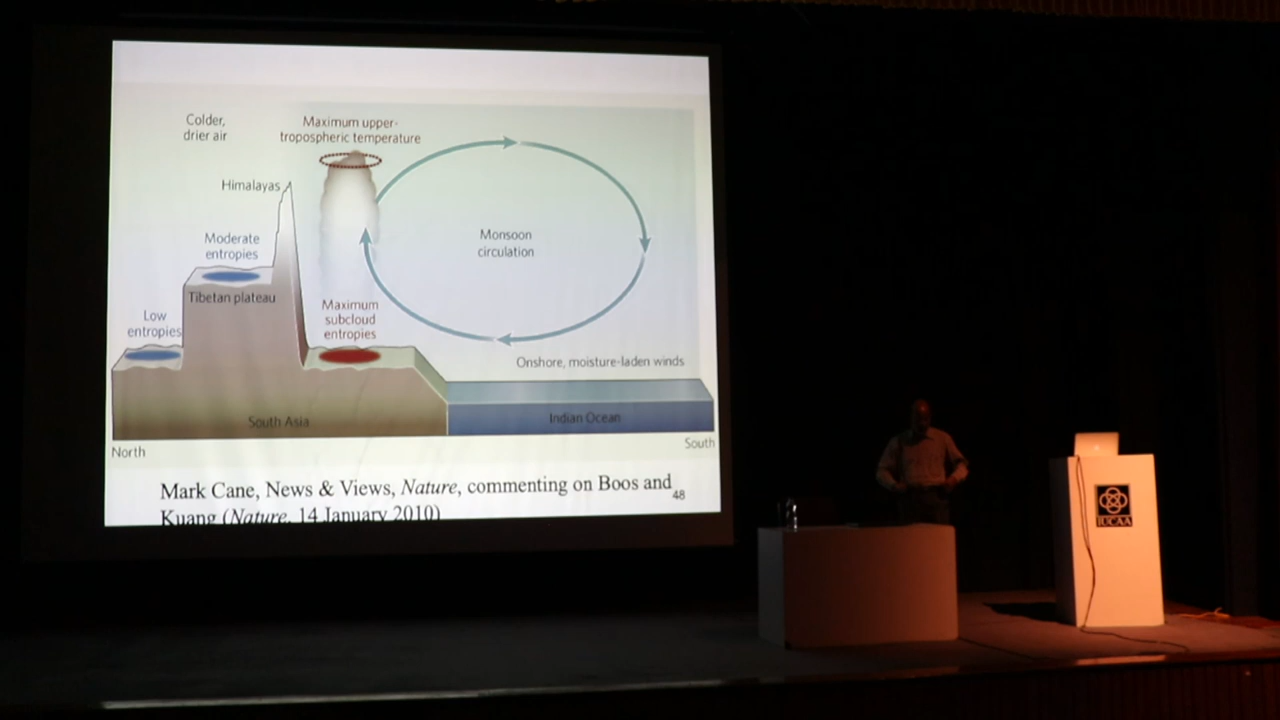 Colder,
drier air
Maximum upper-
tropospheric temperature
Himalayas
Moderate
entropies
Monsoon
circulation
Tibetan plateau
Low
entropies
Maximum
subcloud
entropies
Onshore, moisture-laden winds
South Asia
Indian Ocean
North
South
Mark Cane, News & Views, Nature, commenting on Boos and
48
Kuang (Nature, 14 January 2010)
IUCAA